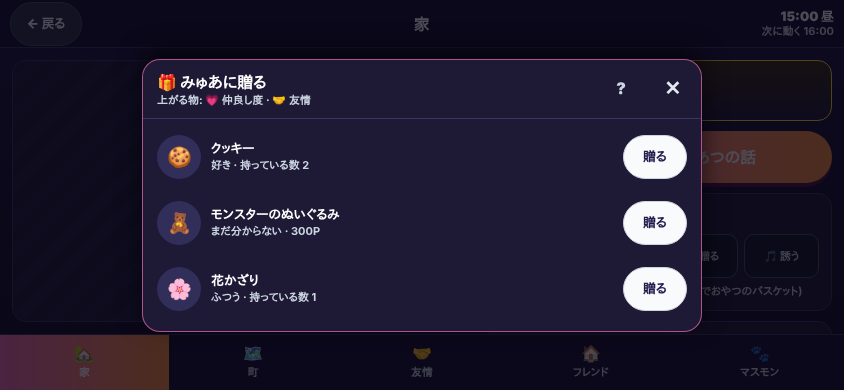 ← 戻る
家
15:00 昼
次に動く 16:00
🎁 みゅあに贈る
上がる物: 💗 仲良し度 · 🤝 友情
?
✕
クッキー
好き · 持っている数 2
贈る
モンスターのぬいぐるみ
まだ分からない · 300P
贈る
花かざり
ふつう · 持っている数 1
贈る
つの話
贈る
🎵 誘う
でおやつのバスケット)
家
町
友情
フレンド
マスモン